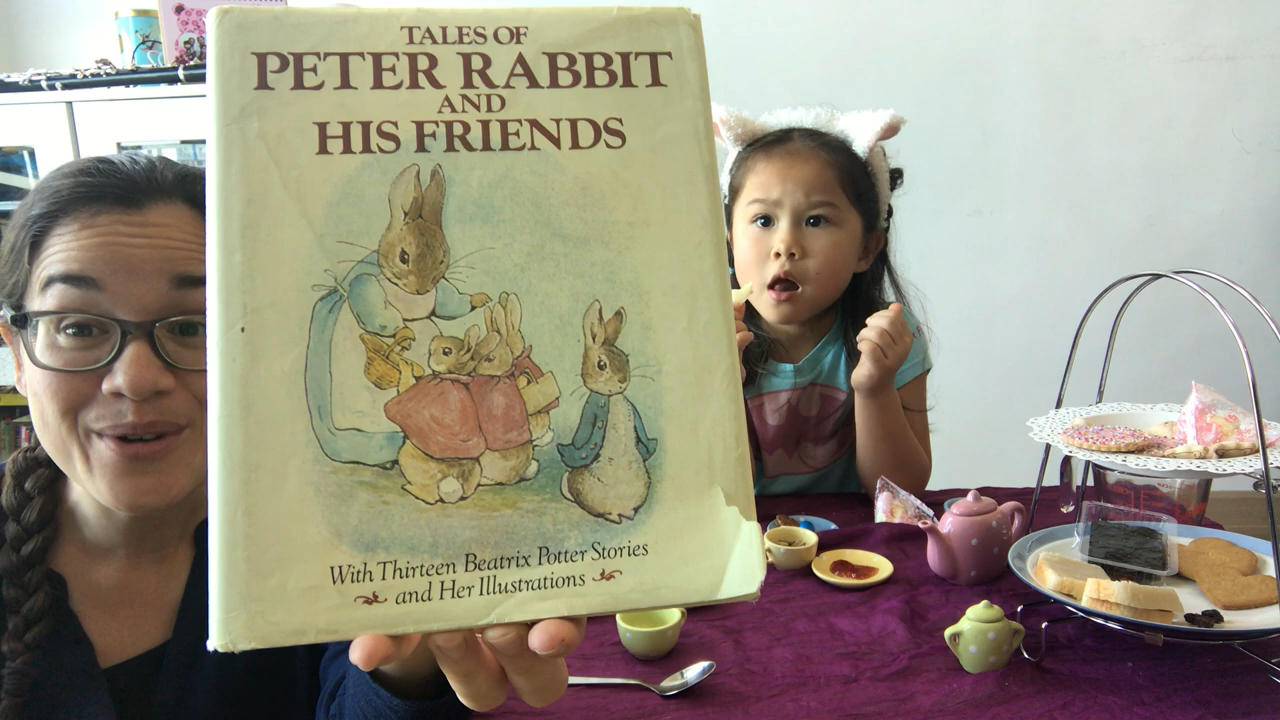 TALES OF
PETER RABBIT
AND
HIS FRIENDS
With Thirteen Beatrix Potter Stories
and Her Illustrations